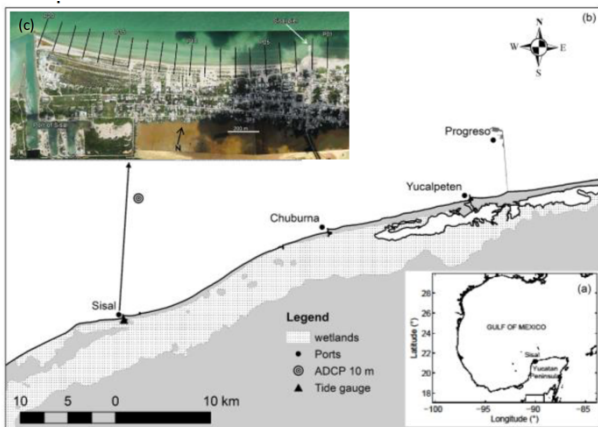 (c)
200 m
N
(b)
N
W E
S
Progreso
Yucalpeten
Chuburna
Sisal
Legend
wetlands
Ports
ADCP 10 m
Tide gauge
10 5 0 10 km
(a)
28
26
24
22
20
18
Latitude (°)
GULF OF MEXICO
Sisal
Yucatan
Peninsula
-100 -95 -90 -85
Longitude (°)